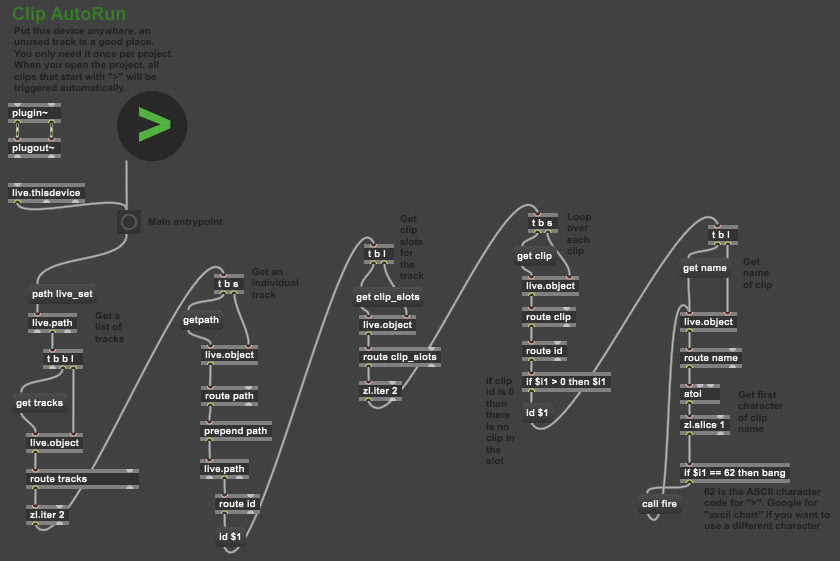 Clip AutoRun
Put this device anywhere, an
unused track is a good place.
You only need it once per project.
When you open the project, all
clips that start with ">" will be
triggered automatically.
plugin~
plugout~
>
live.thisdevice
Main entrypoint
path live_set
live.path
Get a
list of
tracks
t b b l
get tracks
live.object
route tracks
zl.iter 2
t b s
Get an
individual
track
getpath
live.object
route path
prepend path
live.path
route id
id $1
Get
clip
slots
for
the
track
t b l
get clip_slots
live.object
route clip_slots
zl.iter 2
t b s
Loop
over
each
clip
get clip
live.object
route clip
route id
if $i1 > 0 then $i1
id $1
If clip
id is 0
then
there
is no
clip in
the
slot
t b l
get name
Get
name
of clip
live.object
route name
atoi
zl.slice 1
Get first
character
of clip
name
if $i1 == 62 then bang
call fire
62 is the ASCII character
code for ">". Google for
"ascii chart" if you want to
use a different character